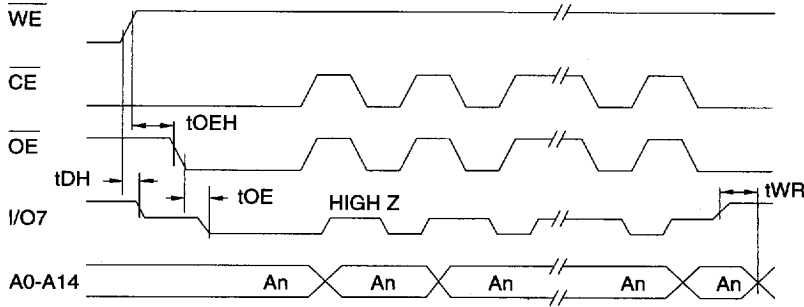 WE
CE
tOEH
OE
tDH
tOE
tWR
HIGH Z
I/O7
A0-A14 An An An An An